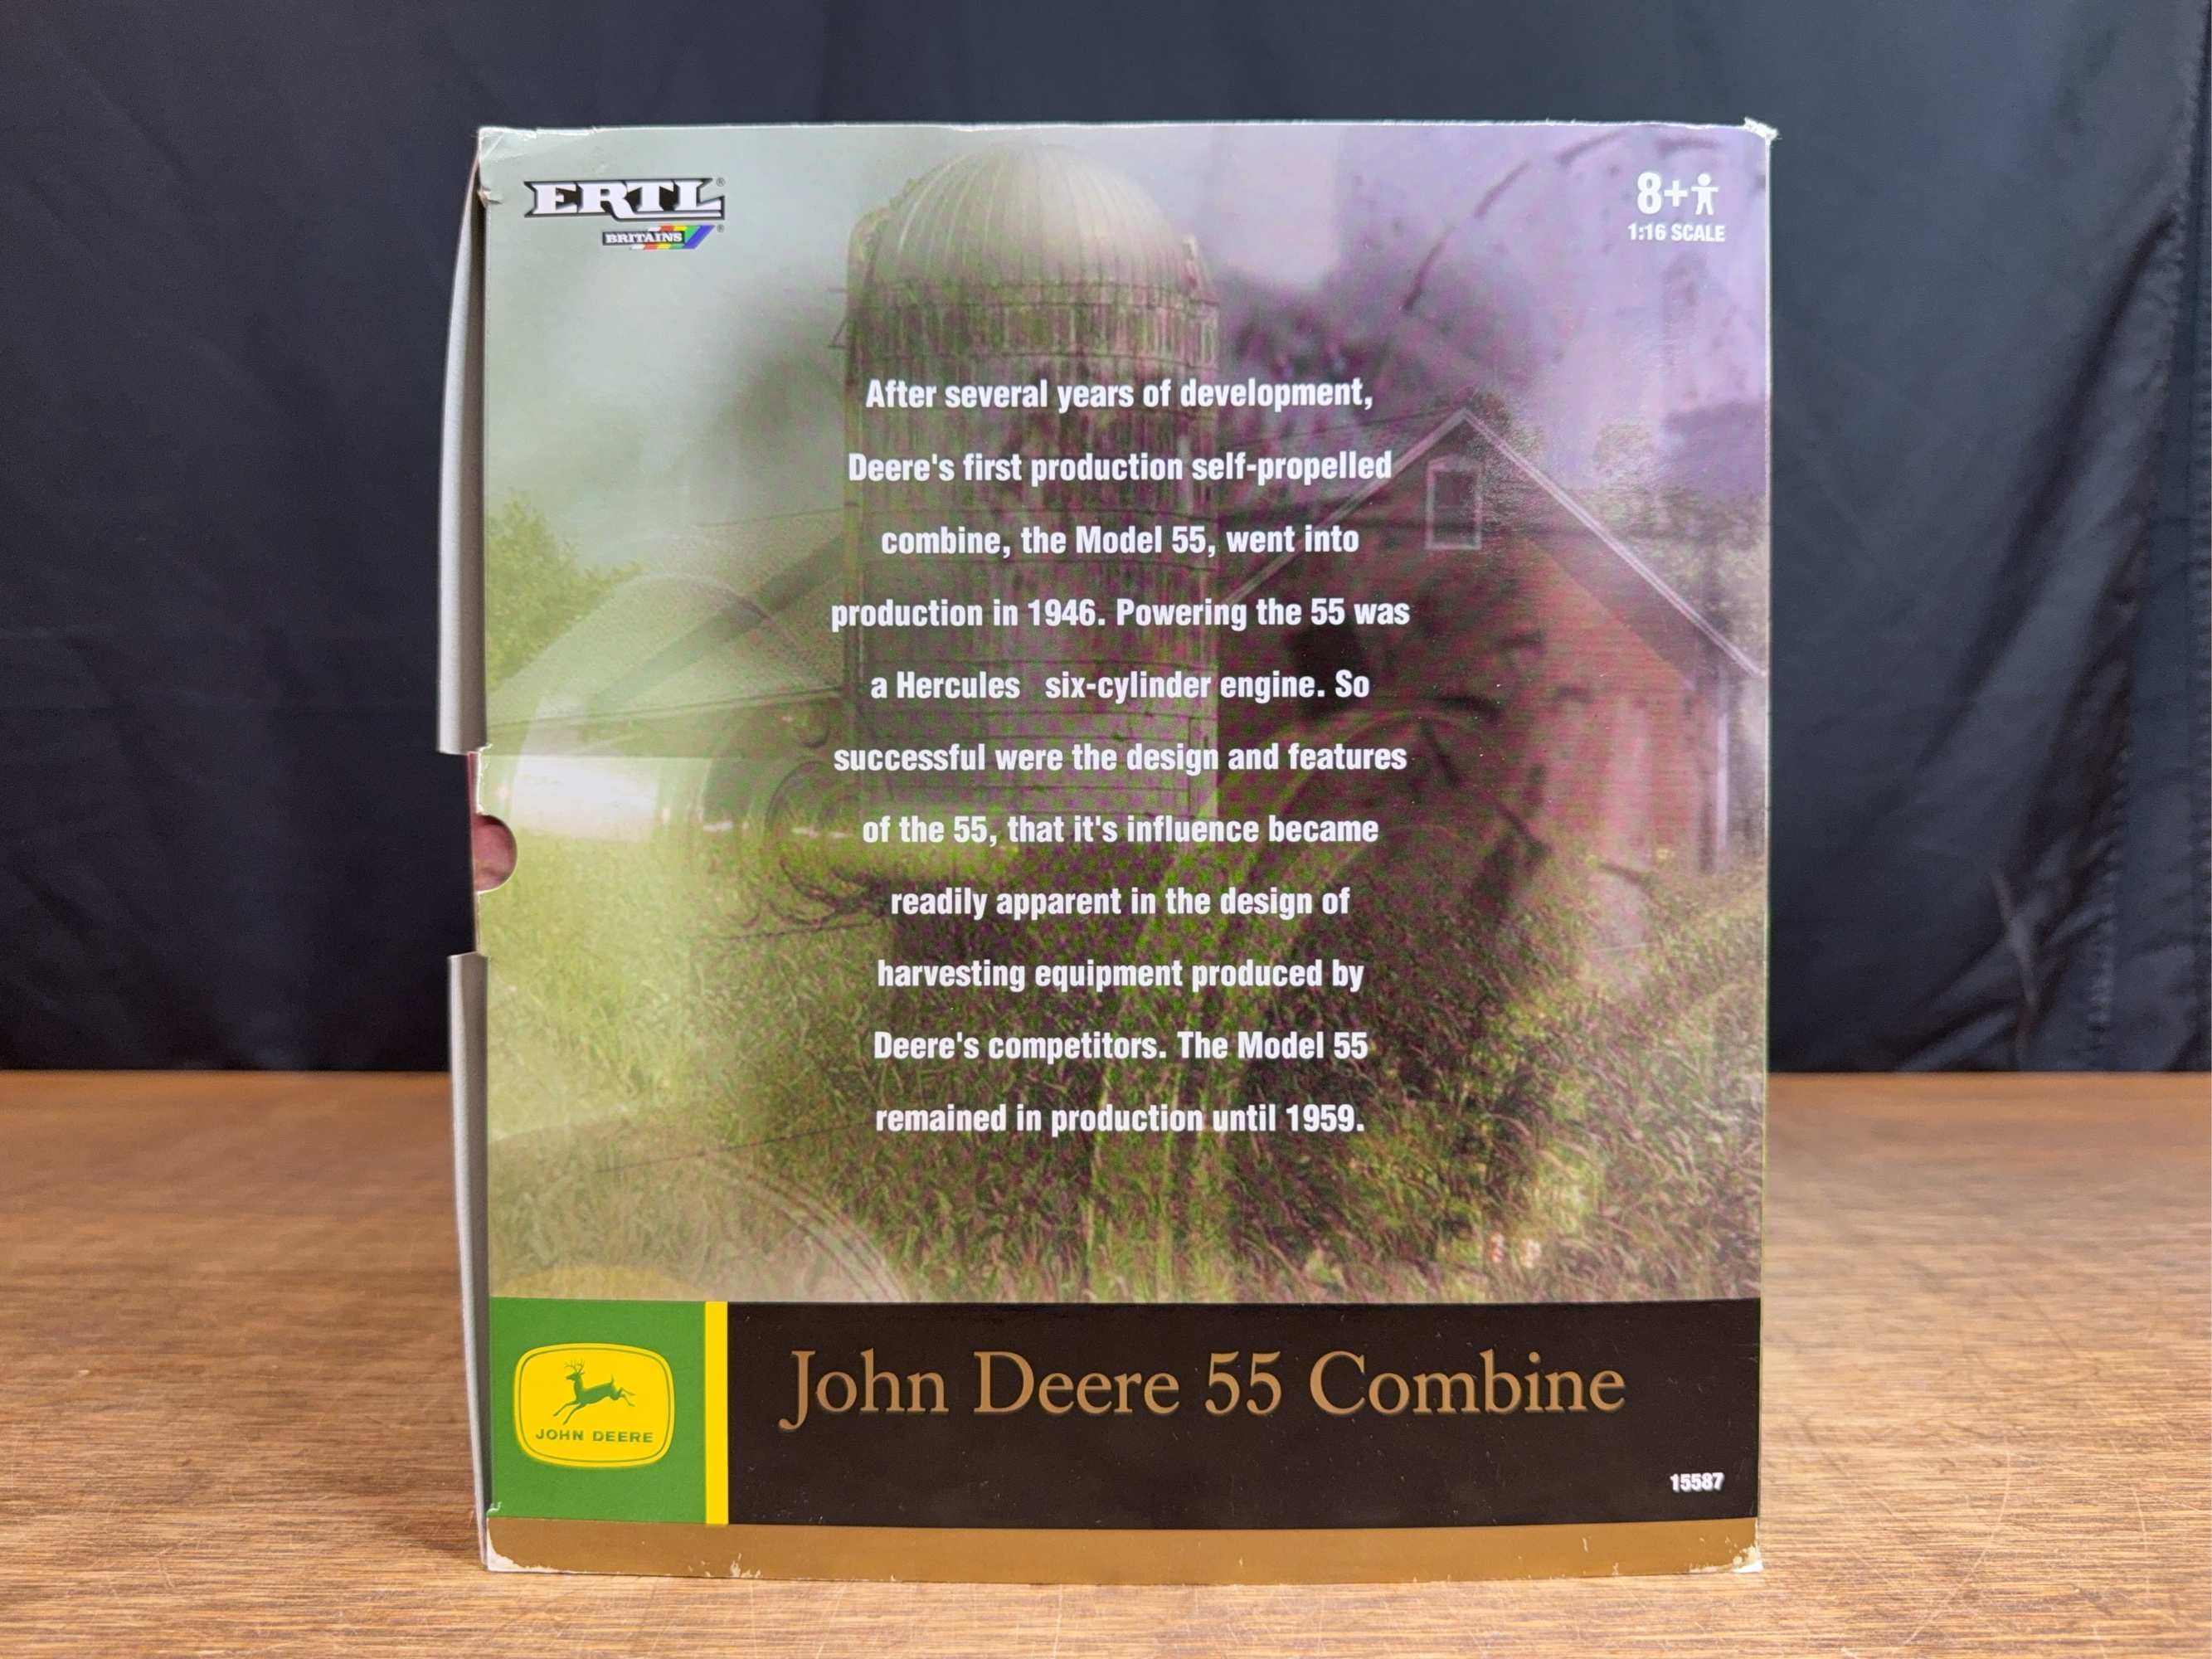 ERTL®
BRITAINS®
8+
1:16 SCALE
After several years of development,
Deere's first production self-propelled
combine, the Model 55, went into
production in 1946. Powering the 55 was
a Hercules six-cylinder engine. So
successful were the design and features
of the 55, that it's influence became
readily apparent in the design of
harvesting equipment produced by
Deere's competitors. The Model 55
remained in production until 1959.
JOHN DEERE
John Deere 55 Combine
15587